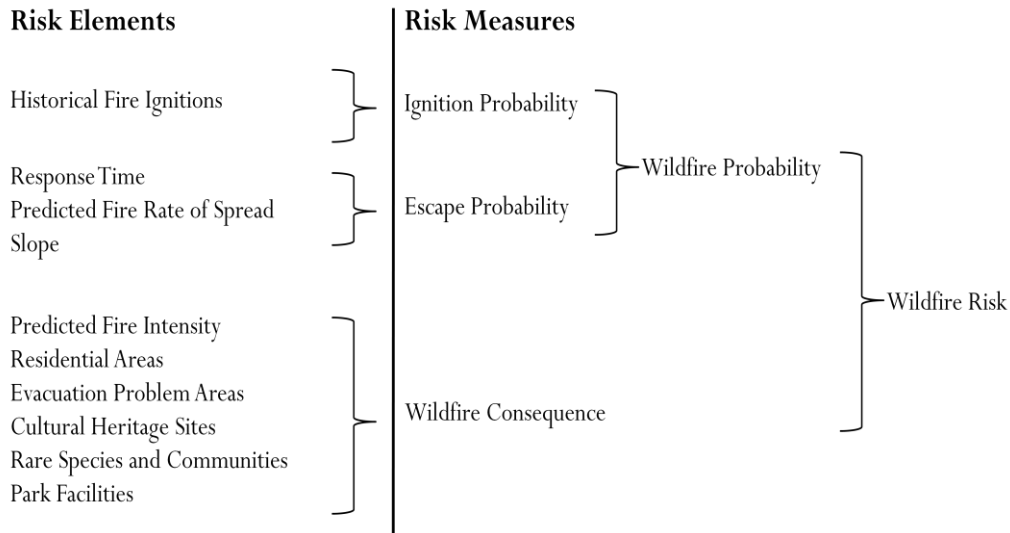 Risk Elements
Risk Measures
Historical Fire Ignitions
Ignition Probability
Response Time
Predicted Fire Rate of Spread
Slope
Escape Probability
Wildfire Probability
Predicted Fire Intensity
Residential Areas
Evacuation Problem Areas
Cultural Heritage Sites
Rare Species and Communities
Park Facilities
Wildfire Consequence
Wildfire Risk